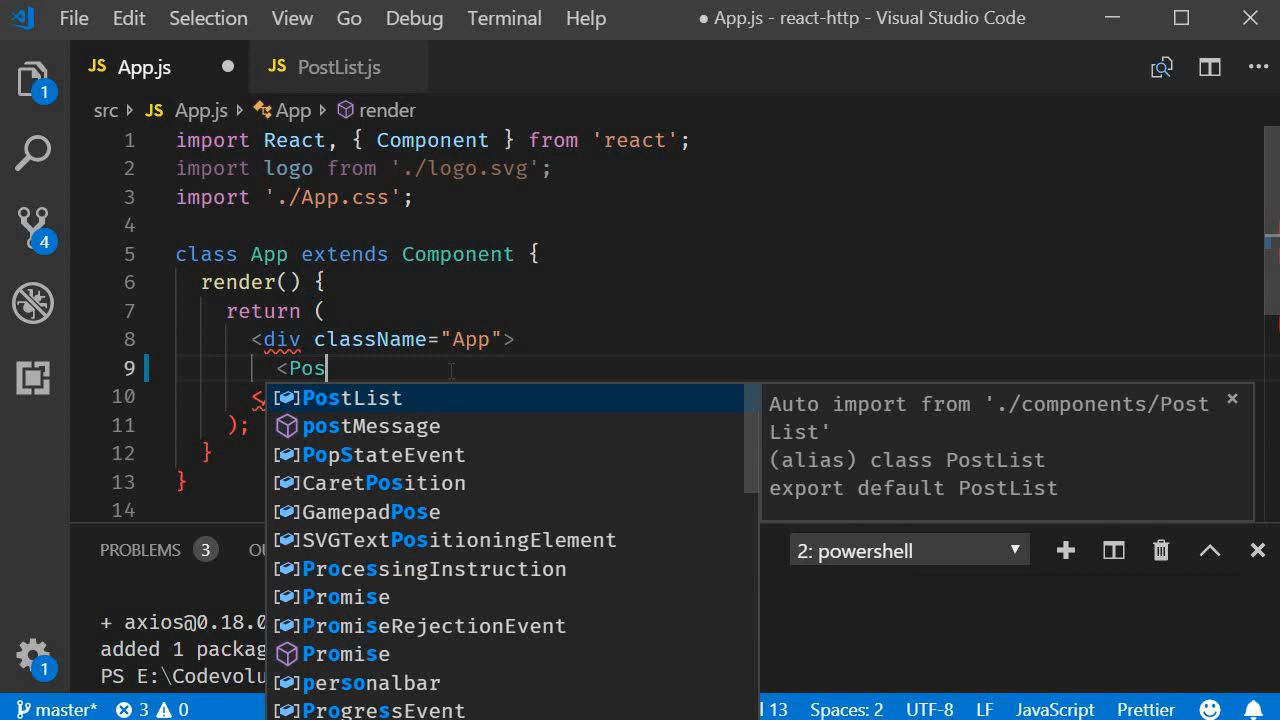 File Edit Selection View Go Debug Terminal Help ● App.js - react-http - Visual Studio Code
JS App.js JS PostList.js
src JS App.js App render
1 import React, { Component } from 'react';
2 import logo from './logo.svg';
3 import './App.css';
4
5 class App extends Component {
6 render() {
7 return (
8 <div className="App">
9 <Pos
10 <
11 );
12 }
13 }
14
1
4
1
PostList
postMessage
PopStateEvent
CaretPosition
GamepadPose
SVGTextPositioningElement
ProcessingInstruction
Promise
PromiseRejectionEvent
Promise
personalbar
ProgressEvent
Auto import from './components/Post
List'
(alias) class PostList
export default PostList
PROBLEMS 3 OU 2: powershell
+ axios@0.18.0
added 1 packag
PS E:\Codevolu
master* 3 0 13 Spaces: 2 UTF-8 LF JavaScript Prettier